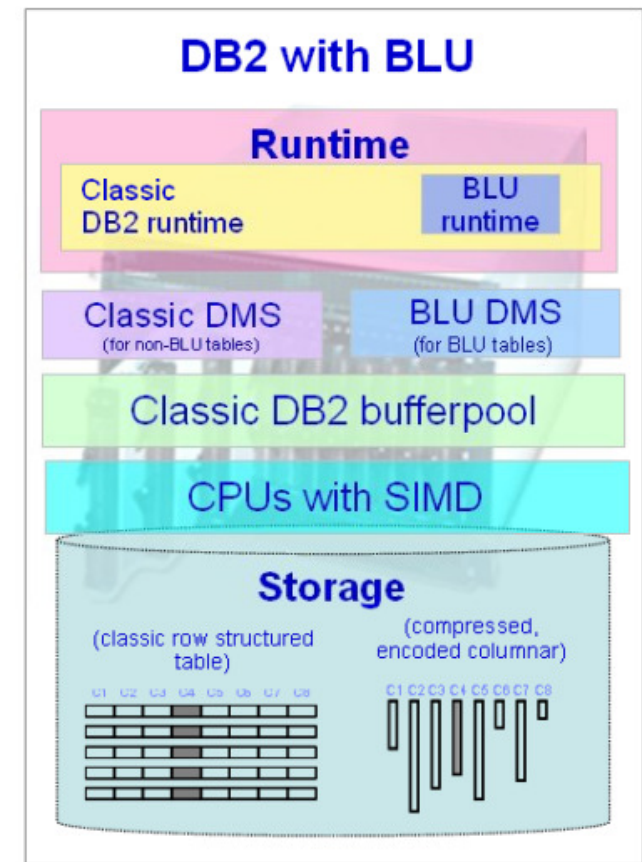 DB2 with BLU
Runtime
Classic
DB2 runtime
BLU
runtime
Classic DMS
(for non-BLU tables)
BLU DMS
(for BLU tables)
Classic DB2 bufferpool
CPUs with SIMD
Storage
(classic row structured
table)
(compressed,
encoded columnar)
C1 C2 C3 C4 C5 C6 C7 C8
C1 C2 C3 C4 C5 C6 C7 C8